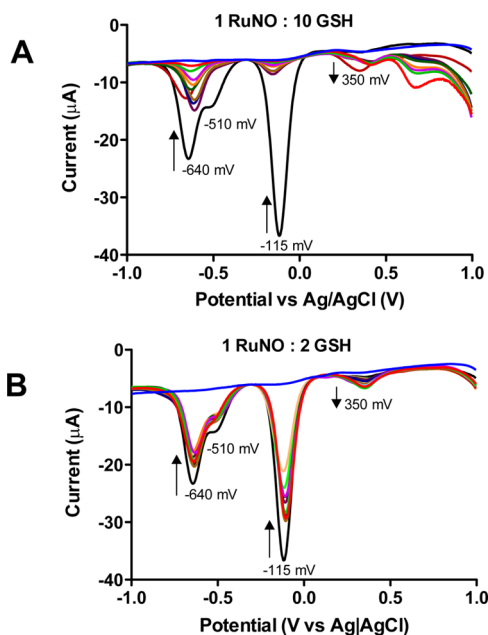 A
1 RuNO : 10 GSH
Current (µA)
0
-10
-20
-30
-40
350 mV
-510 mV
-640 mV
-115 mV
-1.0 -0.5 0.0 0.5 1.0
Potential vs Ag/AgCl (V)
B
1 RuNO : 2 GSH
Current (µA)
0
-10
-20
-30
-40
350 mV
-510 mV
-640 mV
-115 mV
-1.0 -0.5 0.0 0.5 1.0
Potential (V vs Ag|AgCl)